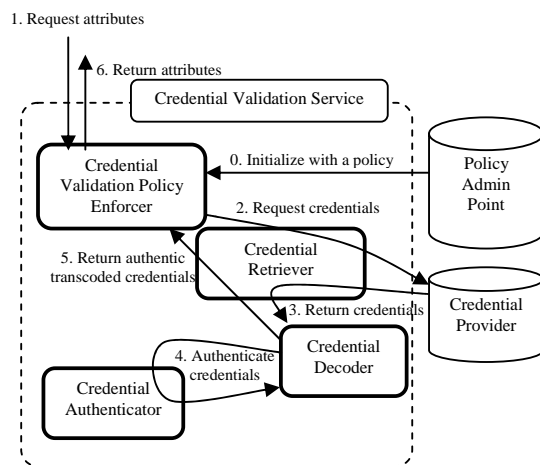 1. Request attributes
6. Return attributes
Credential Validation Service
Credential
Validation Policy
Enforcer
0. Initialize with a policy
Policy
Admin
Point
2. Request credentials
5. Return authentic
transcoded credentials
Credential
Retriever
3. Return credentials
Credential
Provider
4. Authenticate
credentials
Credential
Decoder
Credential
Authenticator